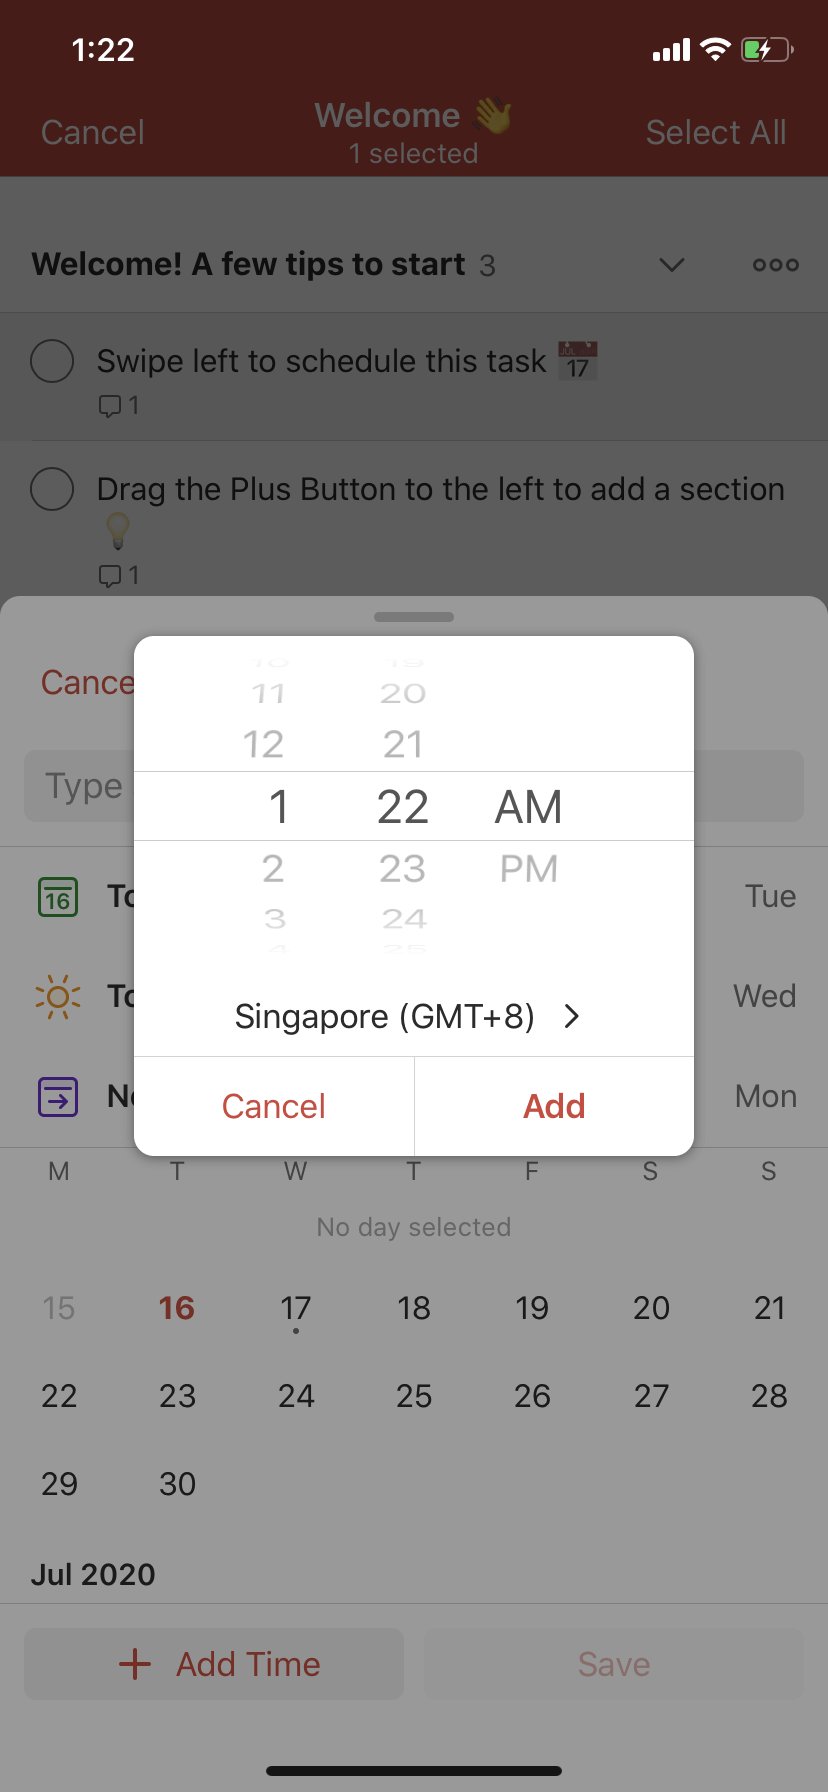 1:22
Cancel
Welcome 👋
1 selected
Select All
Welcome! A few tips to start 3
Swipe left to schedule this task
JUL
17
1
Drag the Plus Button to the left to add a section
1
Cance
Type
11 20
12 21
1 22 AM
2 23 PM
3 24
4 25
Singapore (GMT+8)
Cancel
Add
16
To
Tue
To
Wed
Mon
M T W T F S S
No day selected
15 16 17 18 19 20 21
22 23 24 25 26 27 28
29 30
Jul 2020
Add Time
Save